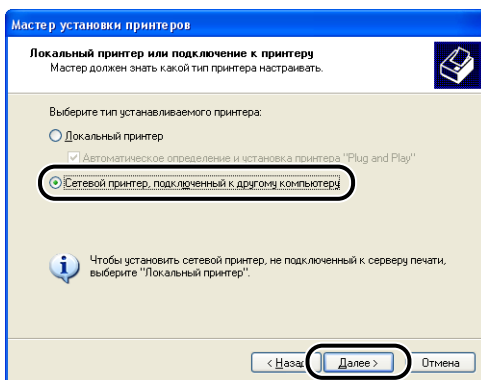 Мастер установки принтеров
Локальный принтер или подключение к принтеру
Мастер должен знать какой тип принтера настраивать.
Выберите тип устанавливаемого принтера:
Локальный принтер
Автоматическое определение и установка принтера "Plug and Play"
Сетевой принтер, подключенный к другому компьютеру
Чтобы установить сетевой принтер, не подключенный к серверу печати,
выберите "Локальный принтер".
< Назад Далее > Отмена